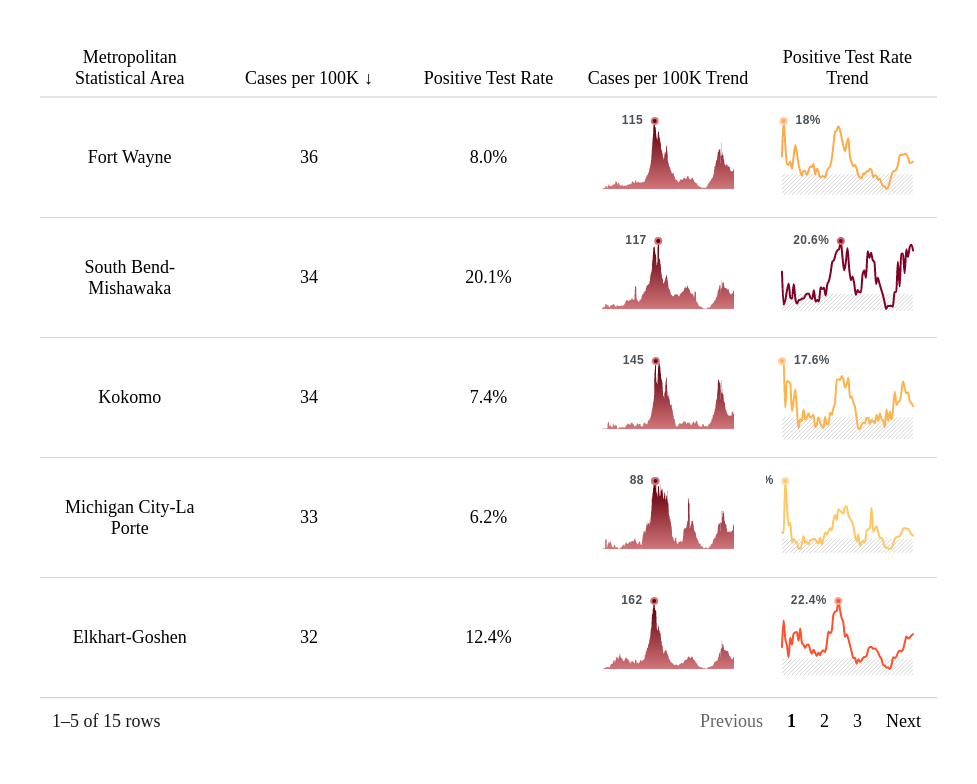 Metropolitan
Statistical Area
Cases per 100K ↓
Positive Test Rate
Cases per 100K Trend
Positive Test Rate
Trend
Fort Wayne
36
8.0%
115
18%
South Bend-
Mishawaka
34
20.1%
117
20.6%
Kokomo
34
7.4%
145
17.6%
Michigan City-La
Porte
33
6.2%
88
%
Elkhart-Goshen
32
12.4%
162
22.4%
1–5 of 15 rows
Previous 1 2 3 Next